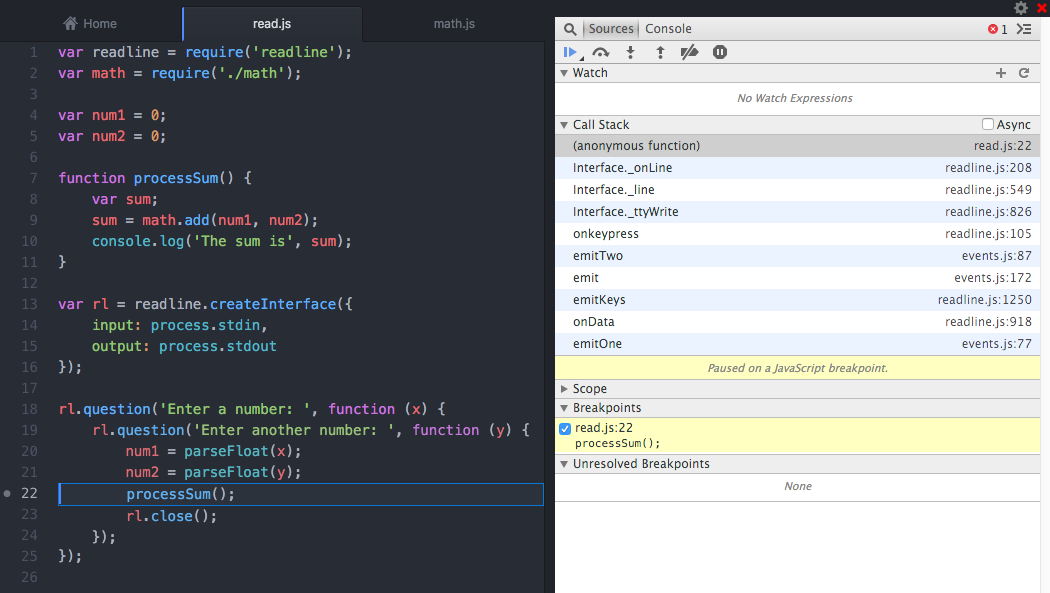 Home
read.js
math.js
1 var readline = require('readline');
2 var math = require('./math');
3
4 var num1 = 0;
5 var num2 = 0;
6
7 function processSum() {
8     var sum;
9     sum = math.add(num1, num2);
10     console.log('The sum is', sum);
11 }
12
13 var rl = readline.createInterface({
14     input: process.stdin,
15     output: process.stdout
16 });
17
18 rl.question('Enter a number: ', function (x) {
19     rl.question('Enter another number: ', function (y) {
20         num1 = parseFloat(x);
21         num2 = parseFloat(y);
22         processSum();
23         rl.close();
24     });
25 });
26
Sources Console 1
Watch
No Watch Expressions
Call Stack Async
(anonymous function) read.js:22
Interface._onLine readline.js:208
Interface._line readline.js:549
Interface._ttyWrite readline.js:826
onkeypress readline.js:105
emitTwo events.js:87
emit events.js:172
emitKeys readline.js:1250
onData readline.js:918
emitOne events.js:77
Paused on a JavaScript breakpoint.
Scope
Breakpoints
read.js:22
processSum();
Unresolved Breakpoints
None